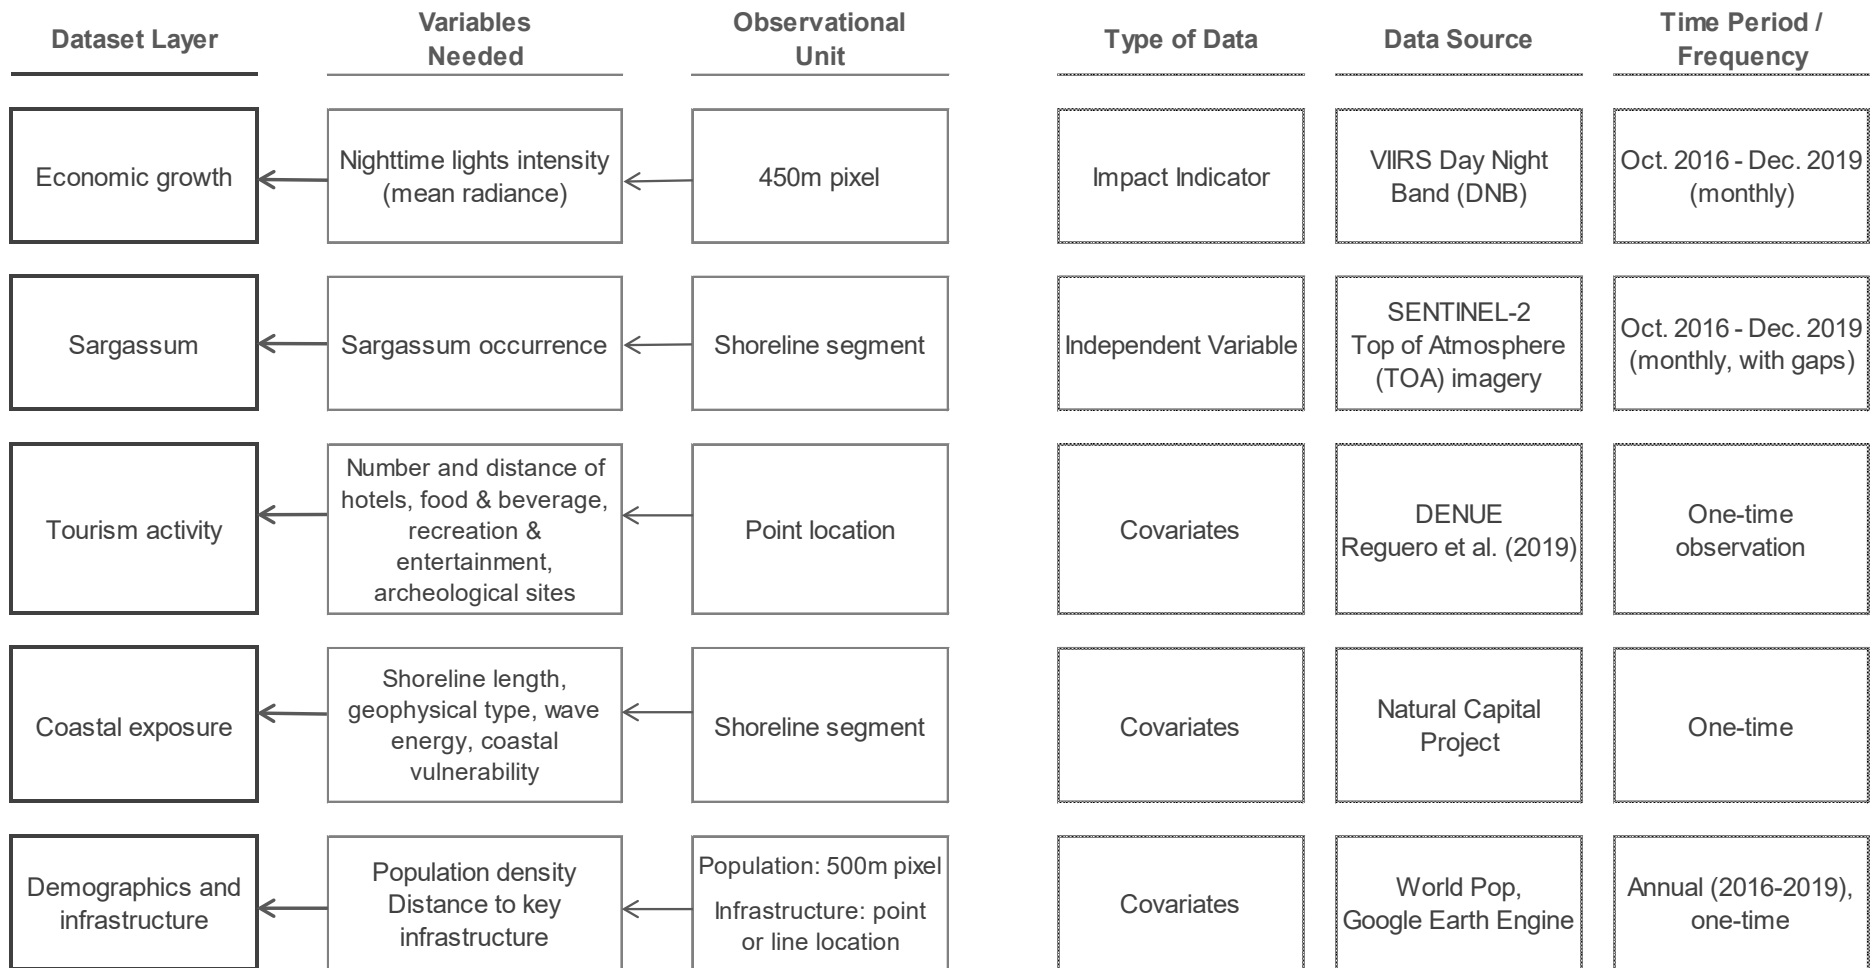 Dataset Layer
Variables
Needed
Observational
Unit
Type of Data
Data Source
Time Period /
Frequency
Economic growth
Nighttime lights intensity
(mean radiance)
450m pixel
Impact Indicator
VIIRS Day Night
Band (DNB)
Oct. 2016 - Dec. 2019
(monthly)
Sargassum
Sargassum occurrence
Shoreline segment
Independent Variable
SENTINEL-2
Top of Atmosphere
(TOA) imagery
Oct. 2016 - Dec. 2019
(monthly, with gaps)
Tourism activity
Number and distance of
hotels, food & beverage,
recreation &
entertainment,
archeological sites
Point location
Covariates
DENUE
Reguero et al. (2019)
One-time
observation
Coastal exposure
Shoreline length,
geophysical type, wave
energy, coastal
vulnerability
Shoreline segment
Covariates
Natural Capital
Project
One-time
Demographics and
infrastructure
Population density
Distance to key
infrastructure
Population: 500m pixel
Infrastructure: point
or line location
Covariates
World Pop,
Google Earth Engine
Annual (2016-2019),
one-time